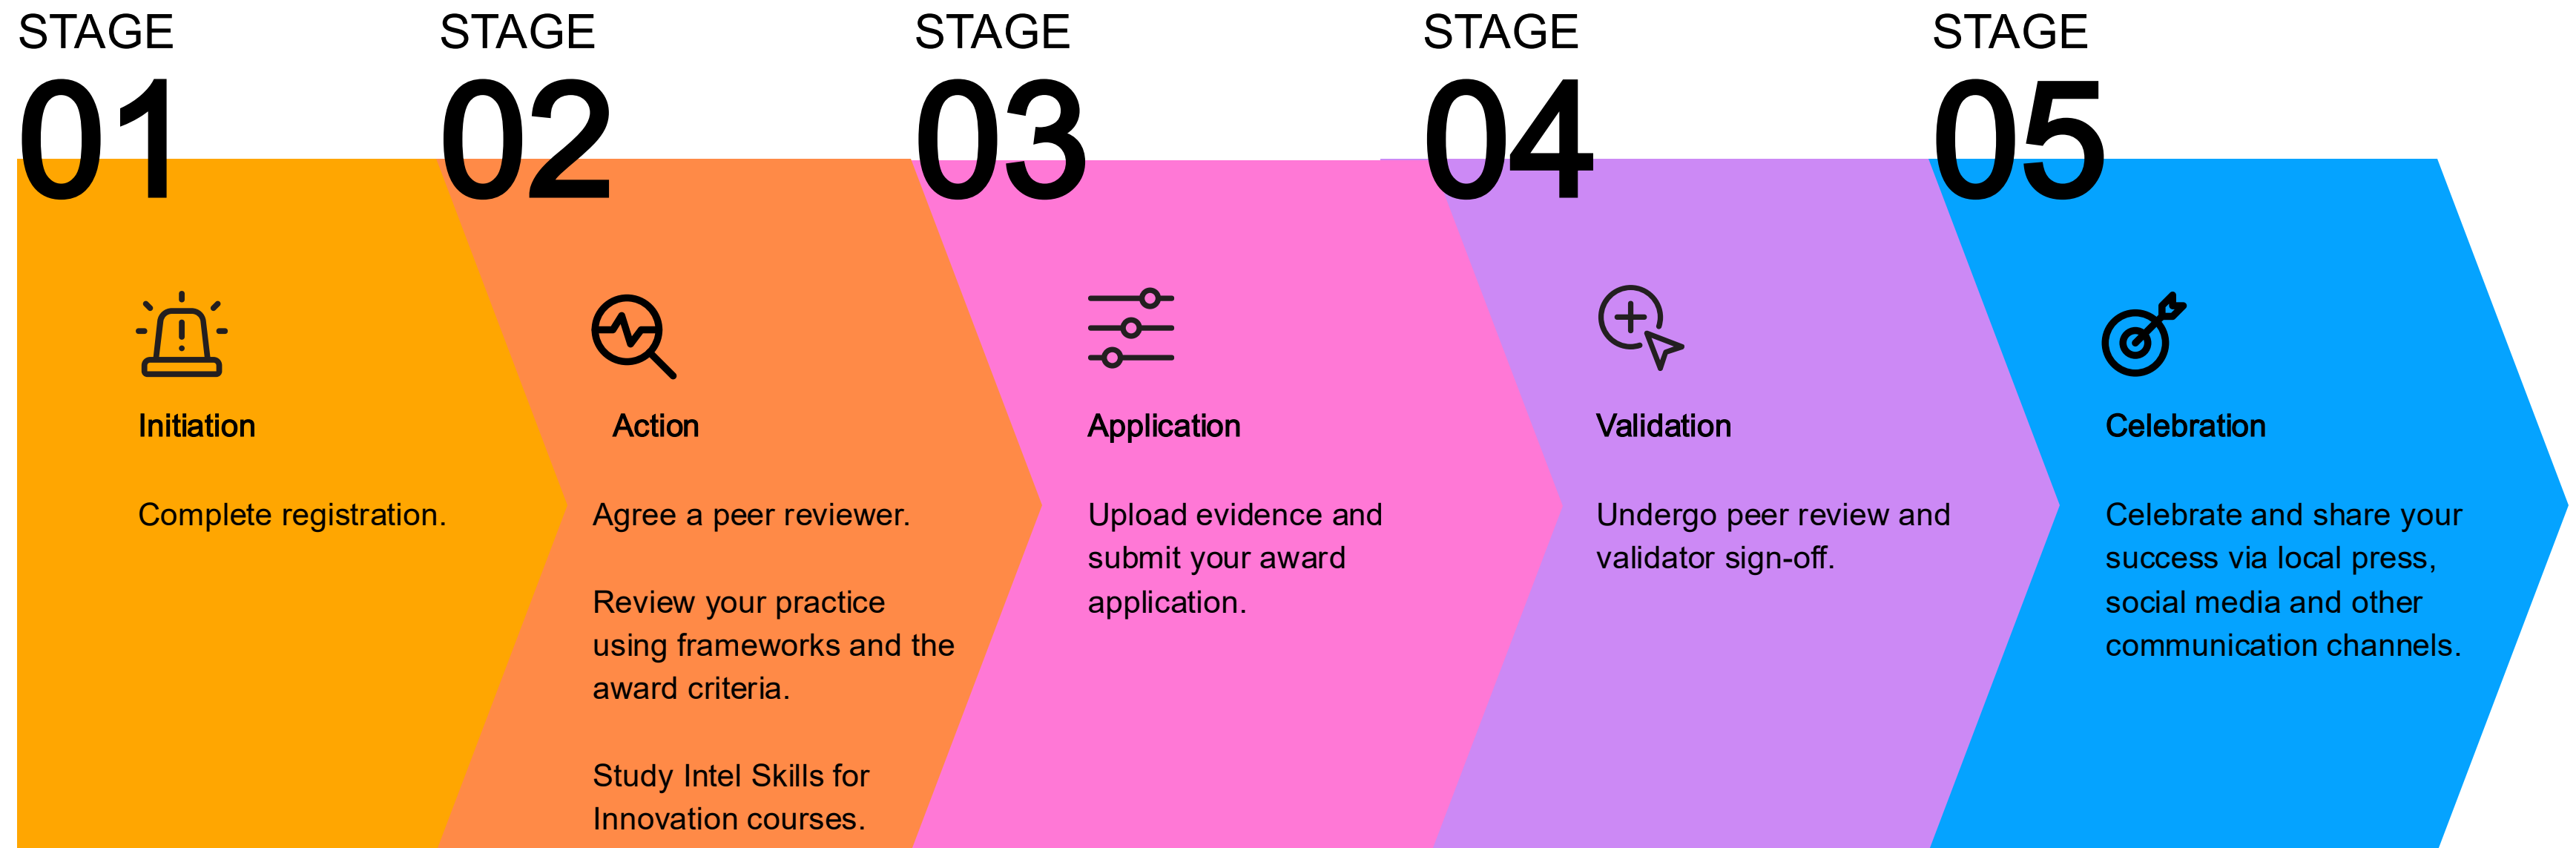 STAGE
01
Initiation
Complete registration.
STAGE
02
Action
Agree a peer reviewer.
Review your practice
using frameworks and the
award criteria.
Study Intel Skills for
Innovation courses.
STAGE
03
Application
Upload evidence and
submit your award
application.
STAGE
04
Validation
Undergo peer review and
validator sign-off.
STAGE
05
Celebration
Celebrate and share your
success via local press,
social media and other
communication channels.